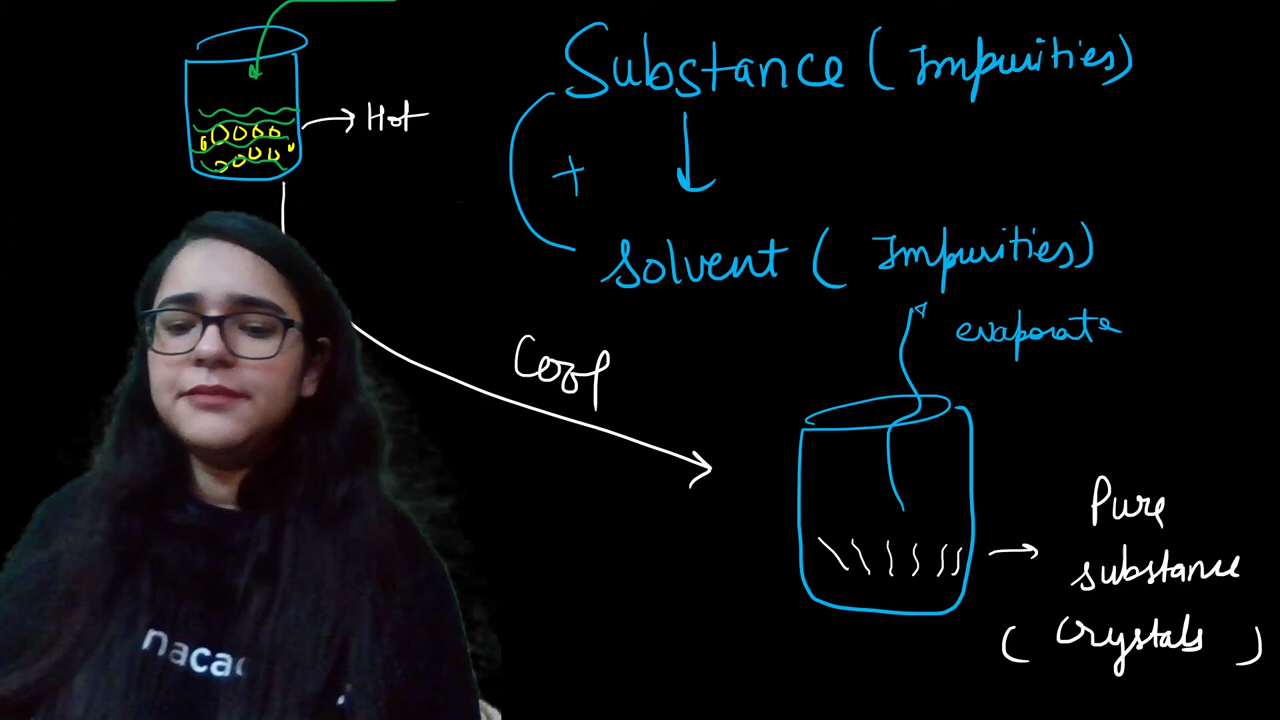 Substance (Impurities)
Hot
+
solvent (Impurities)
evaporate
Cool
Pure
substance
(crystals)